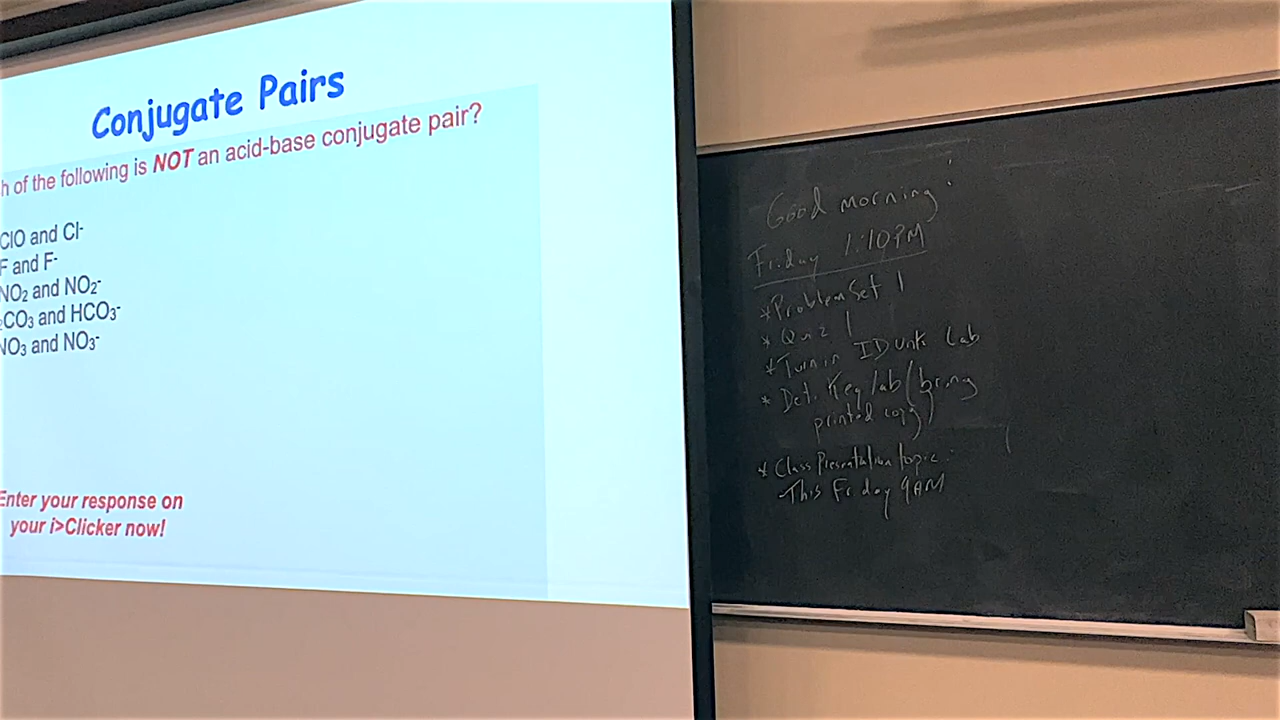 Conjugate Pairs
h of the following is NOT an acid-base conjugate pair?
ClO and Cl-
F and F-
NO2 and NO2-
2CO3 and HCO3-
NO3 and NO3-
Enter your response on
your i>Clicker now!
Good morning!
Friday 1:10PM
*Problem Set 1
* Quiz 1
*Turn in ID Unk Lab
* Det. Key lab (bring
printed copy)
* Class Presentation topic
This Friday 9AM